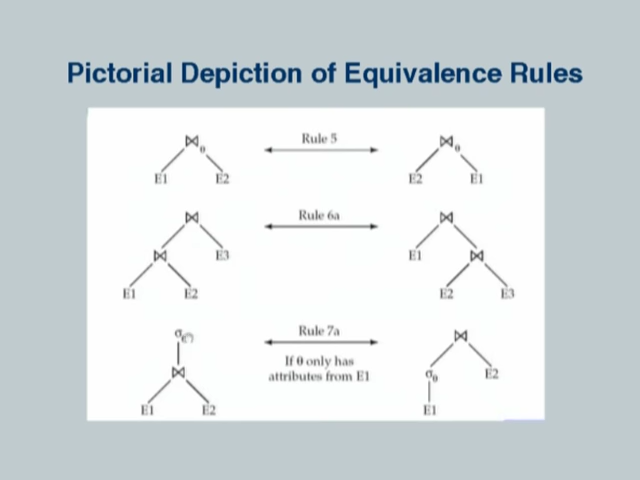 Pictorial Depiction of Equivalence Rules
⋈θ Rule 5 ⋈θ
E1 E2 E2 E1
⋈ Rule 6a ⋈
⋈ E3 E1 ⋈
E1 E2 E2 E3
Rule 7a ⋈
If θ only has
attributes from E1
⋈ σθ E2
E1 E2 E1